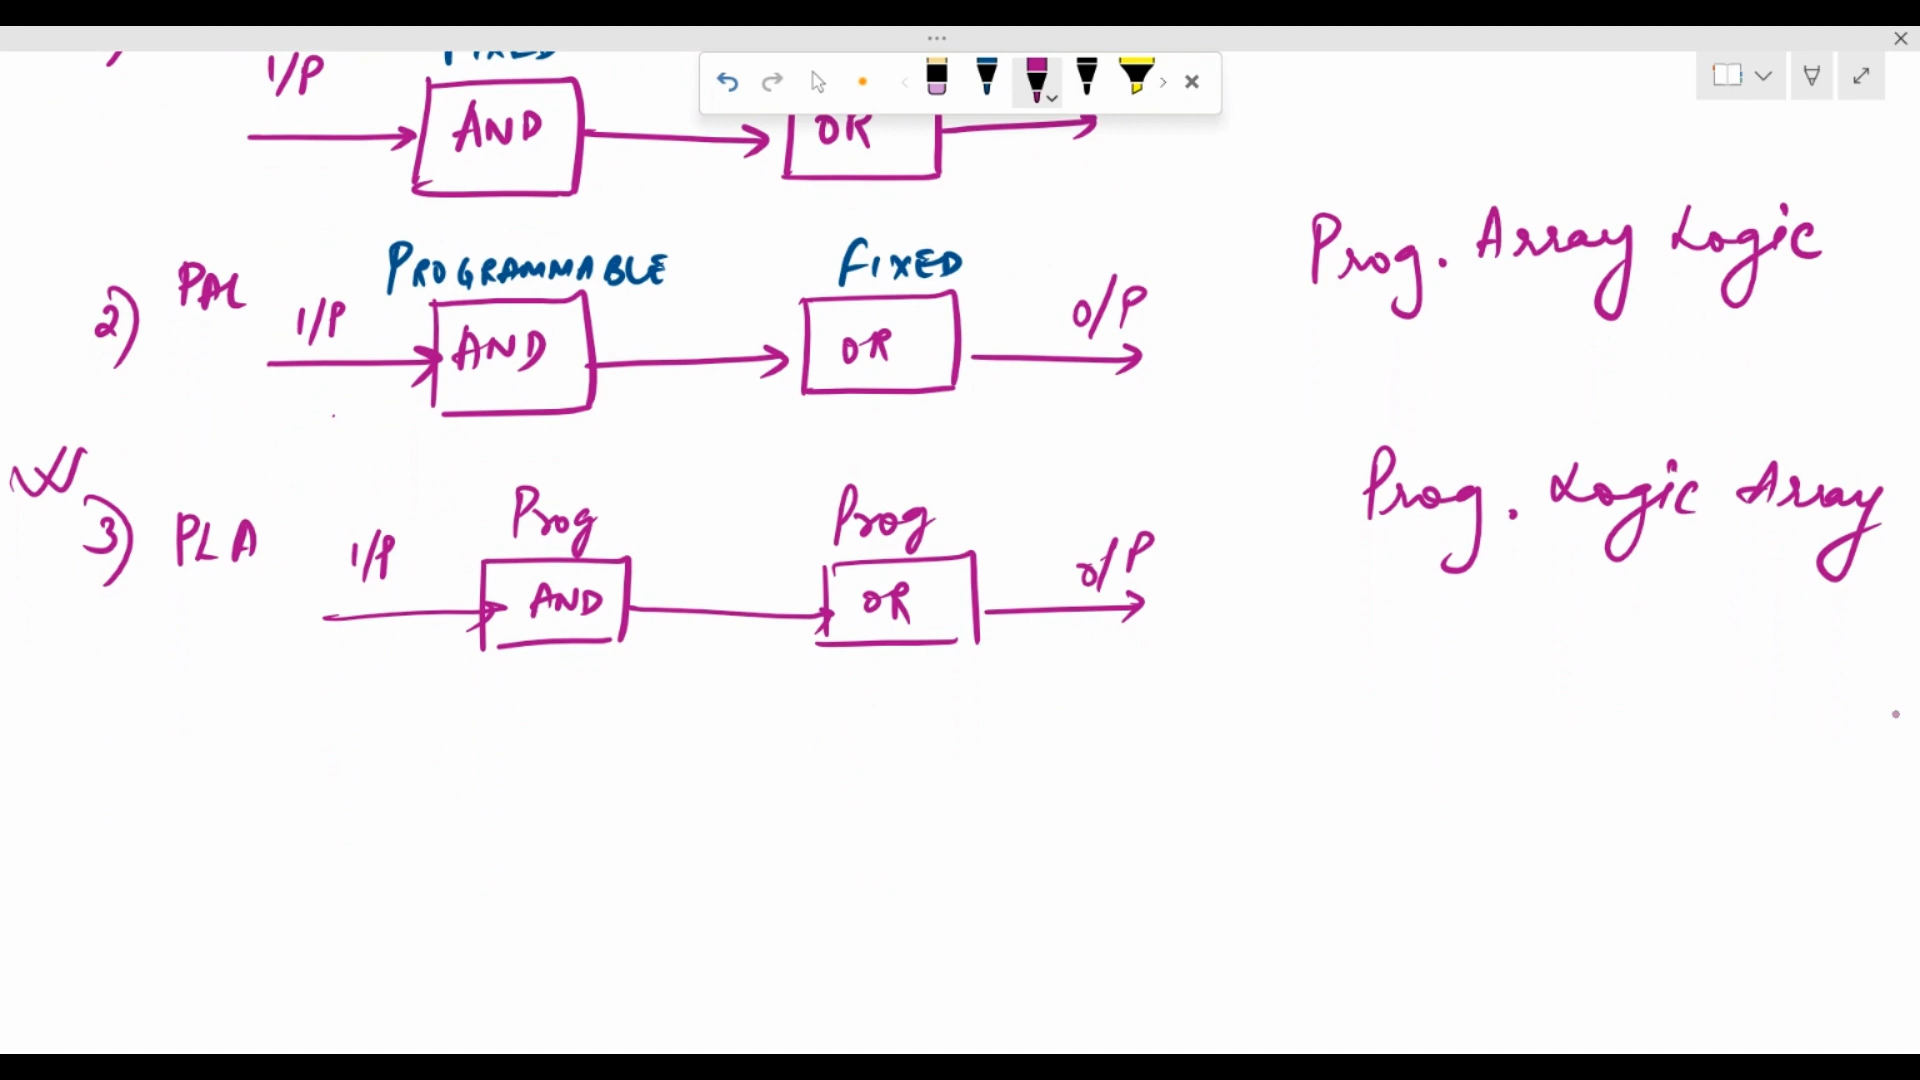 I/P
FIXED
AND
OR
2) PAL
I/P
PROGRAMMABLE
AND
FIXED
OR
O/P
Prog. Array Logic
3) PLA
I/P
Prog
AND
Prog
OR
O/P
Prog. Logic Array